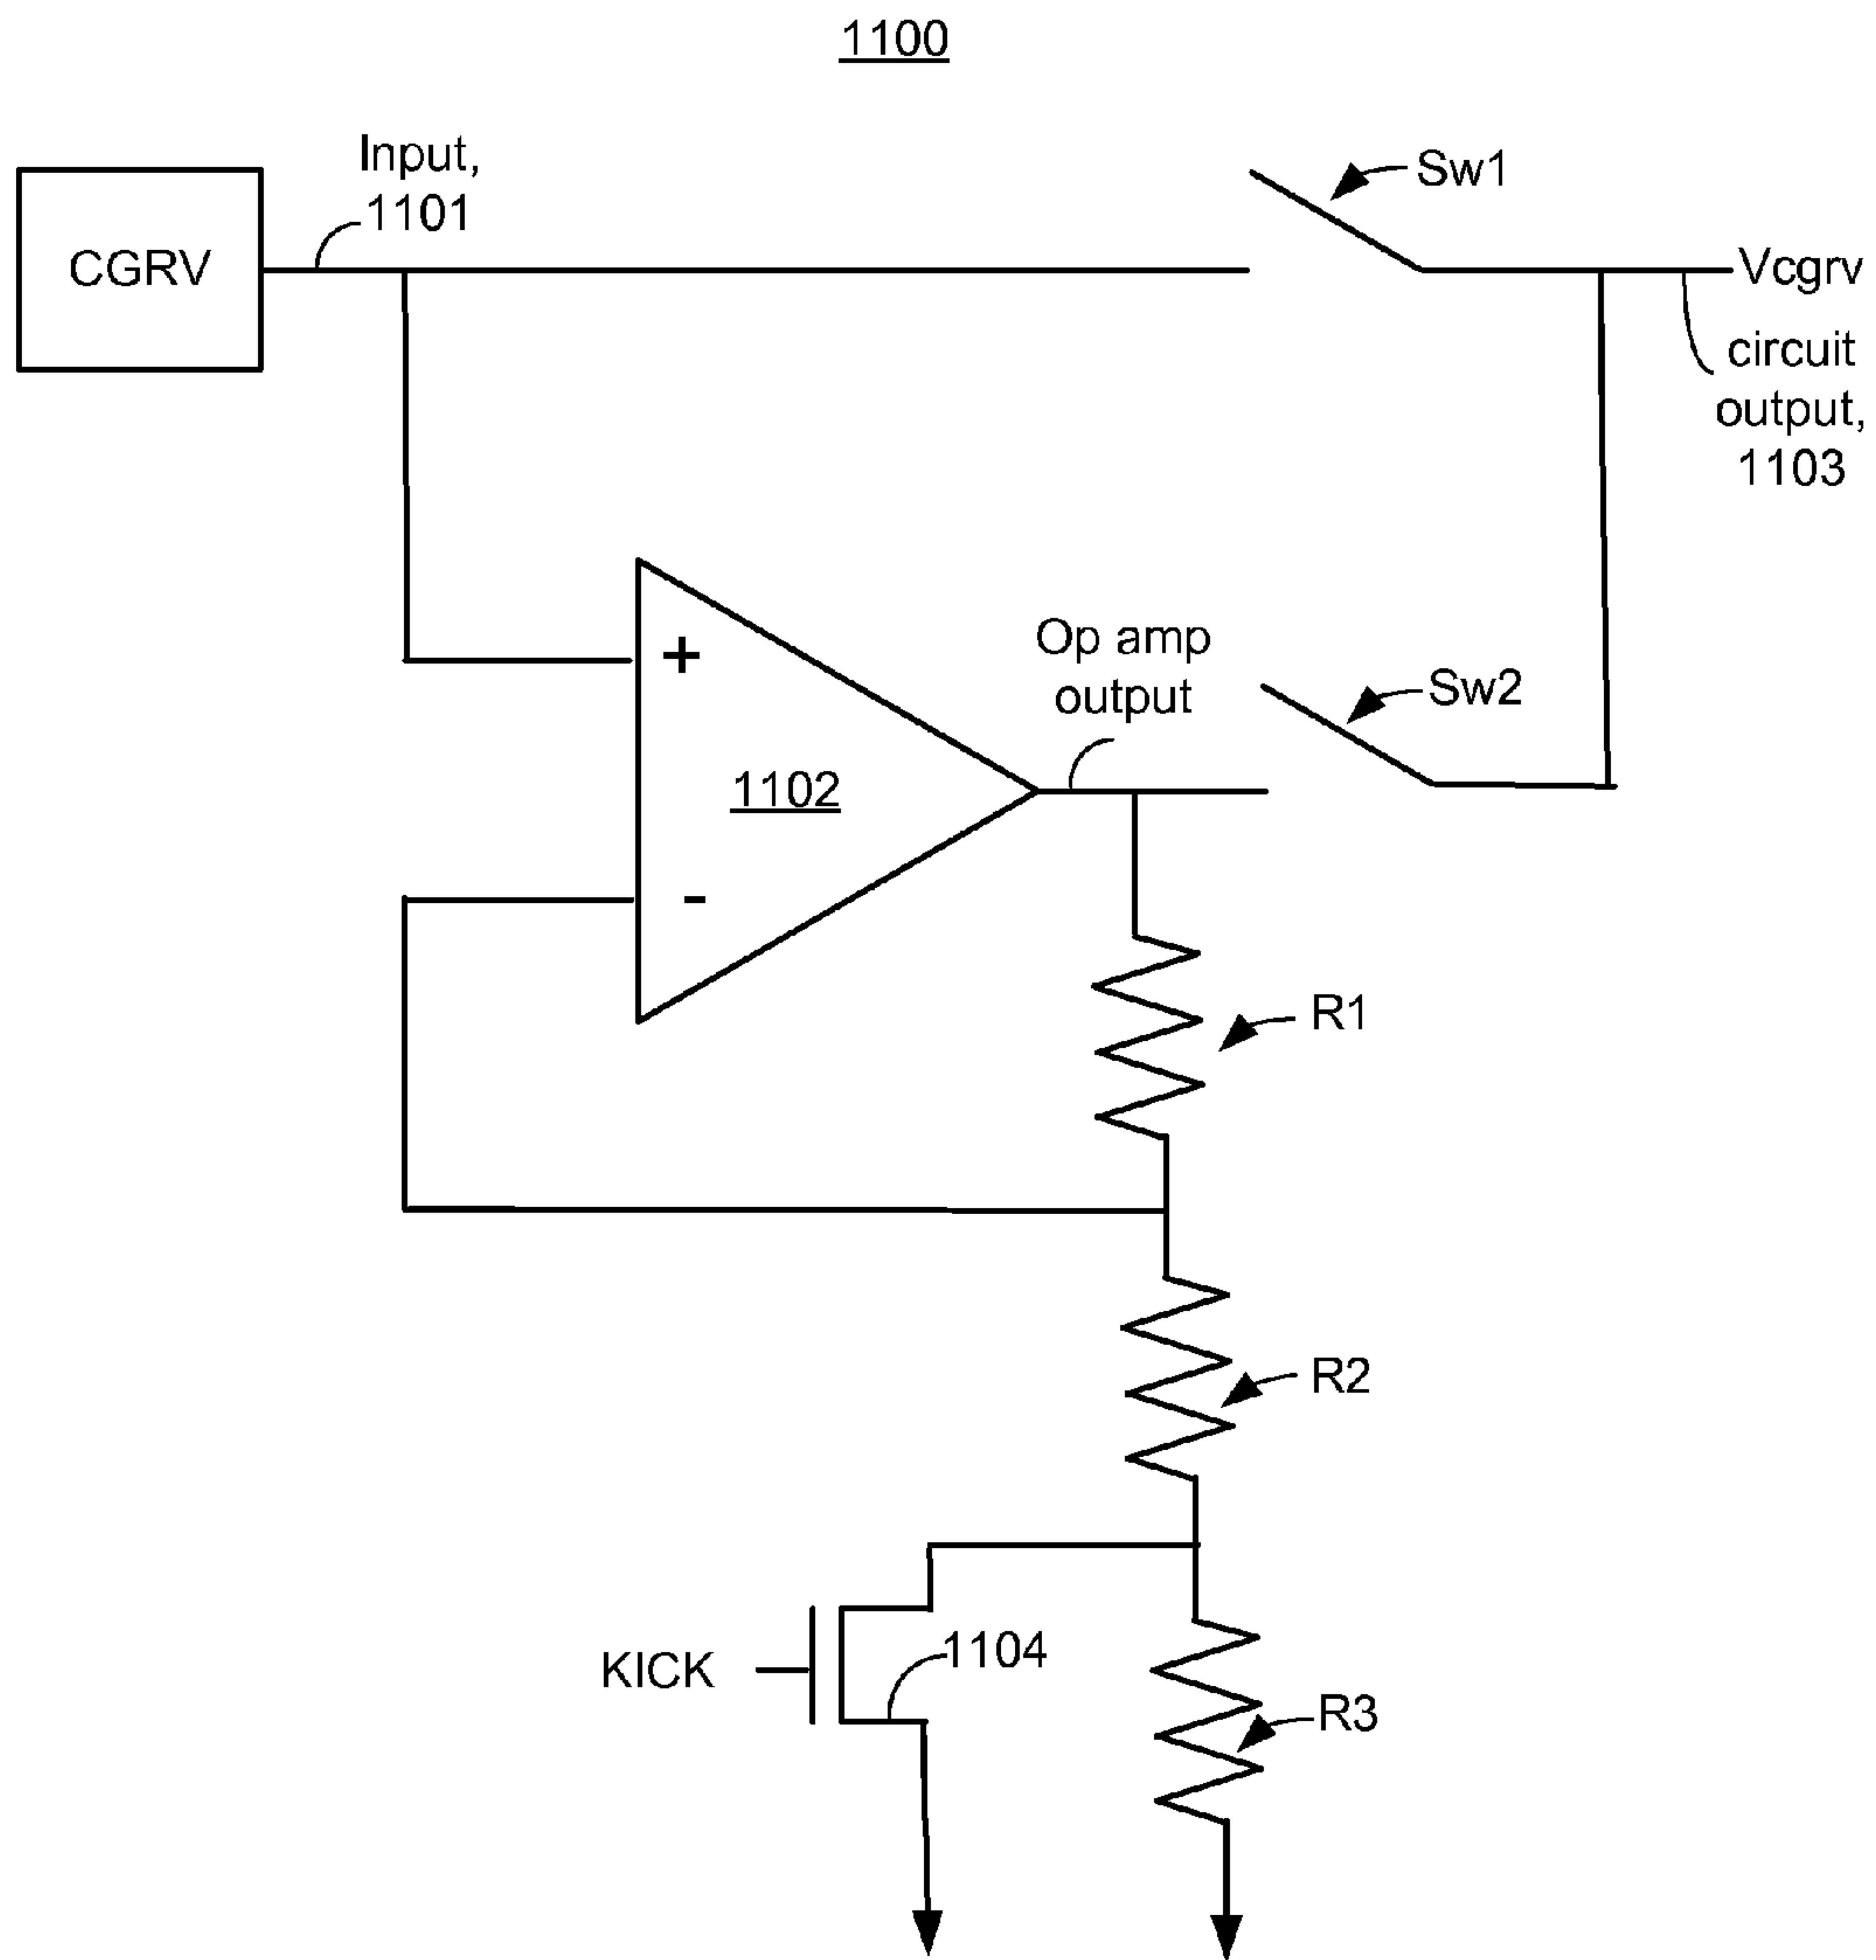 1100
Input,
1101
CGRV
Sw1
Vcgrv
circuit
output,
1103
+
Op amp
output
Sw2
1102
-
R1
R2
KICK
1104
R3